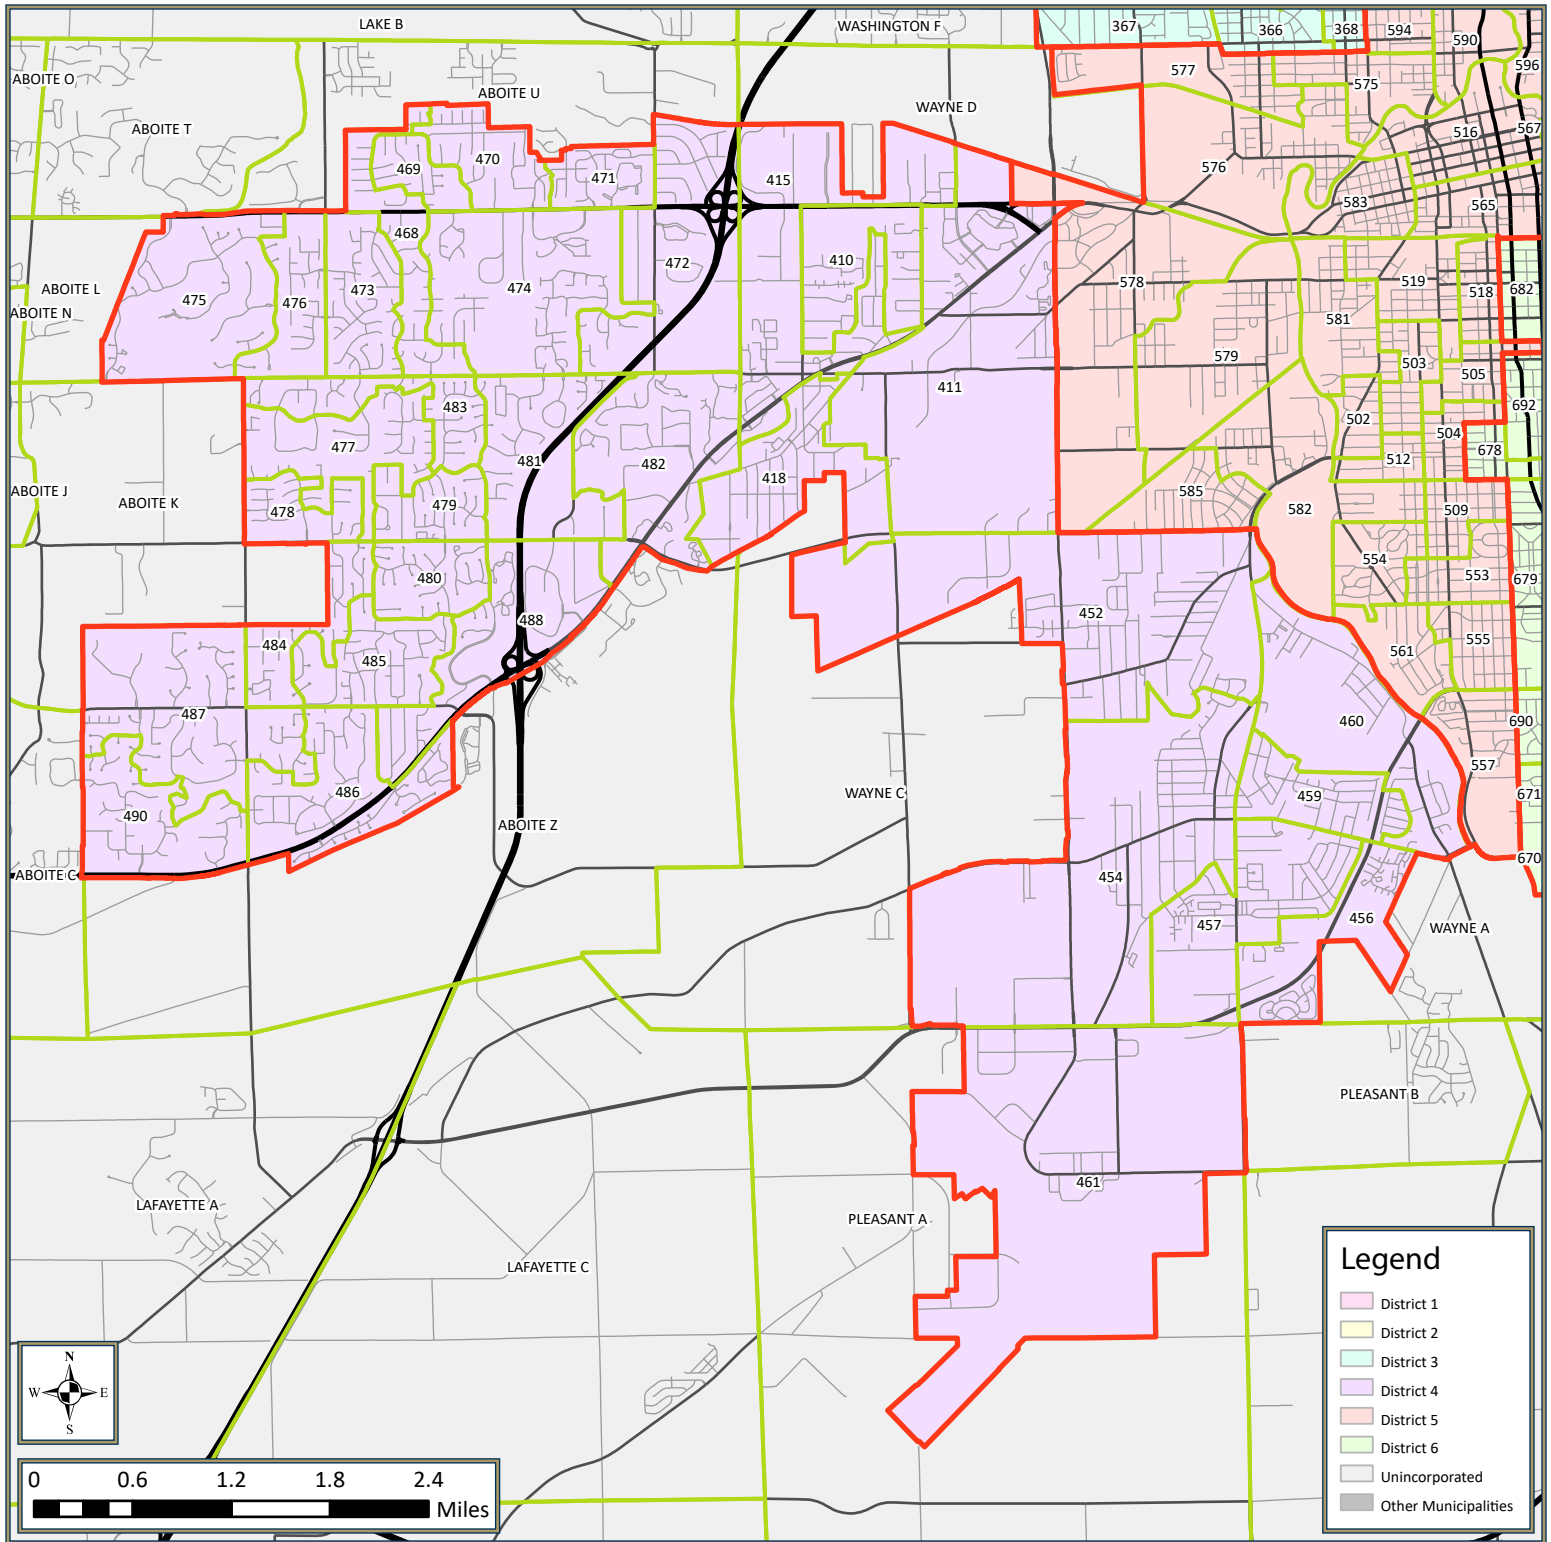 LAKE B
WASHINGTON F
367
366
368
594
590
596
ABOITE O
577
575
ABOITE U
WAYNE D
ABOITE T
516
567
469
470
471
415
576
583
565
468
472
410
ABOITE L
ABOITE N
475
476
473
474
578
519
518
682
581
579
503
505
411
483
692
477
502
504
678
481
482
418
512
ABOITE J
ABOITE K
478
479
585
582
509
554
553
679
480
488
452
484
485
561
555
487
460
690
557
486
490
WAYNE C
459
671
ABOITE Z
670
ABOITE C
454
457
456
WAYNE A
PLEASANT B
LAFAYETTE A
461
PLEASANT A
LAFAYETTE C
Legend
District 1
District 2
District 3
District 4
District 5
District 6
Unincorporated
Other Municipalities
N
W
E
S
0
0.6
1.2
1.8
2.4
Miles